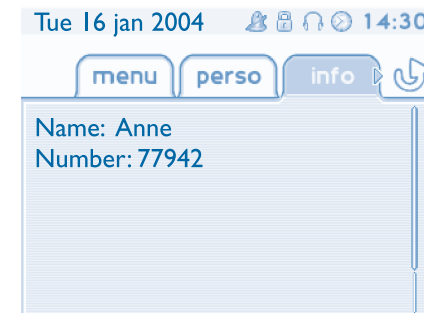 Tue 16 jan 2004 14:30
menu perso info
Name: Anne
Number: 77942